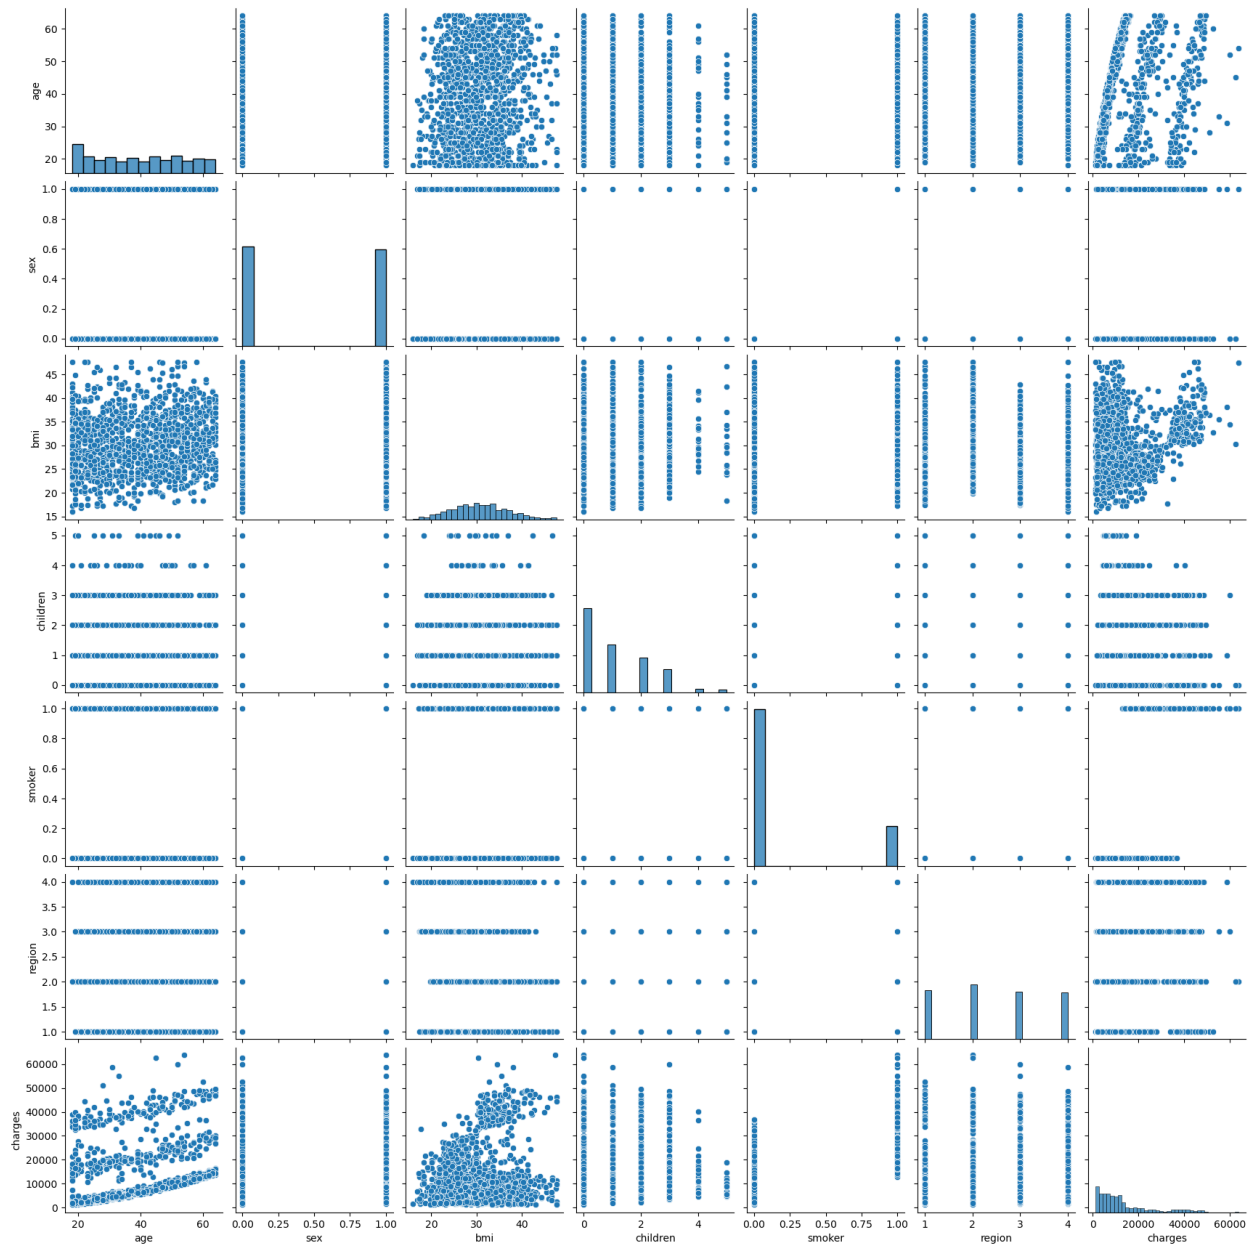 60
50
40
30
20
age
1.0
0.8
0.6
0.4
0.2
0.0
sex
45
40
35
30
25
20
15
bmi
5
4
3
2
1
0
children
1.0
0.8
0.6
0.4
0.2
0.0
smoker
4.0
3.5
3.0
2.5
2.0
1.5
1.0
region
60000
50000
40000
30000
20000
10000
0
charges
20 40 60
age
0.00 0.25 0.50 0.75 1.00
sex
20 30 40
bmi
0 2 4
children
0.00 0.25 0.50 0.75 1.00
smoker
1 2 3 4
region
0 20000 40000 60000
charges